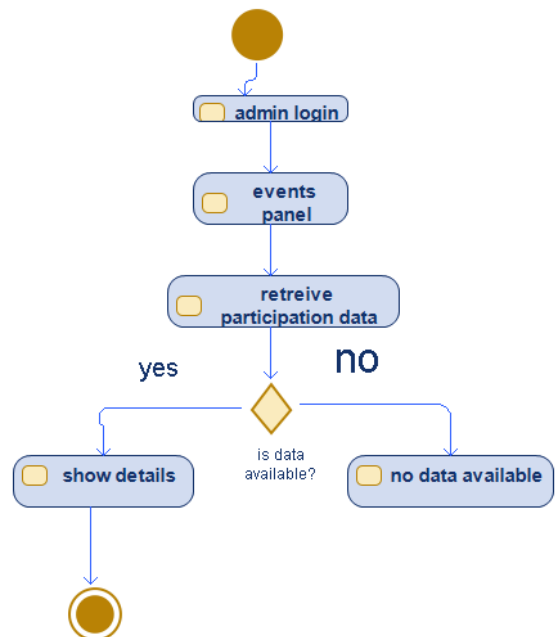 admin login
events
panel
retreive
participation data
yes
no
is data
available?
show details
no data available